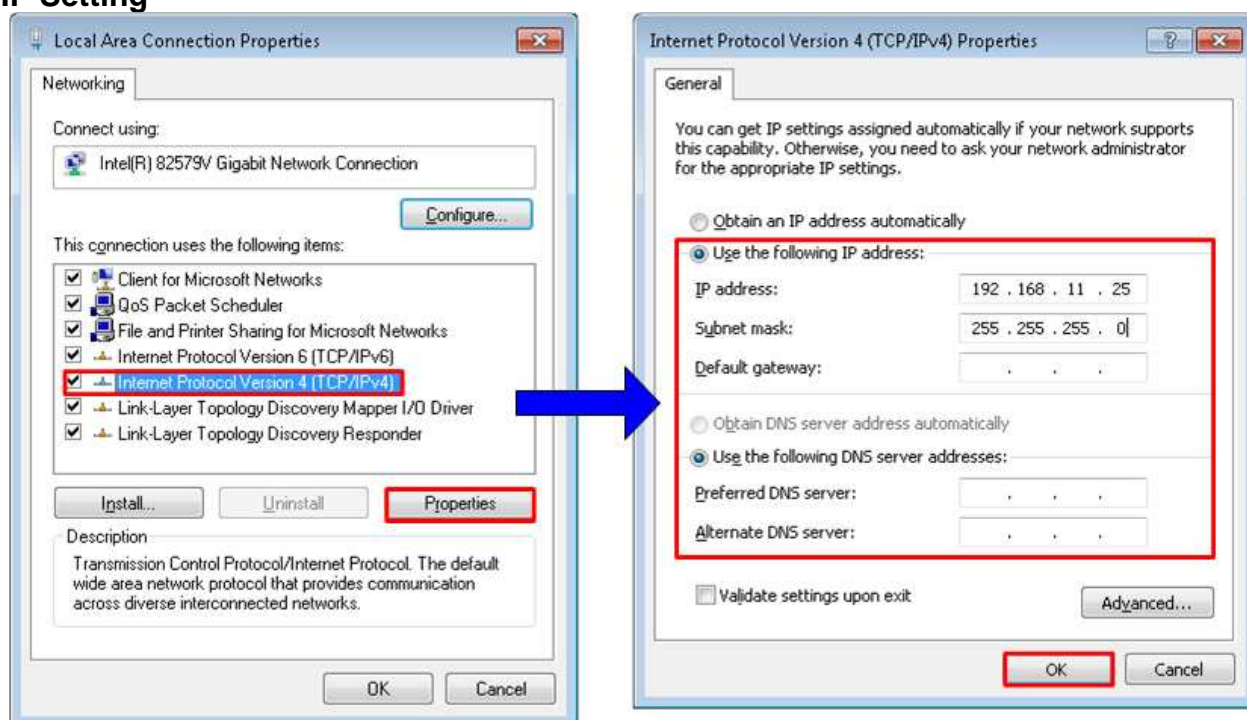 IP Setting
Local Area Connection Properties
Networking
Connect using:
Intel(R) 82579V Gigabit Network Connection
Configure...
This connection uses the following items:
Client for Microsoft Networks
QoS Packet Scheduler
File and Printer Sharing for Microsoft Networks
Internet Protocol Version 6 (TCP/IPv6)
Internet Protocol Version 4 (TCP/IPv4)
Link-Layer Topology Discovery Mapper I/O Driver
Link-Layer Topology Discovery Responder
Install...
Uninstall
Properties
Description
Transmission Control Protocol/Internet Protocol. The default
wide area network protocol that provides communication
across diverse interconnected networks.
OK
Cancel
Internet Protocol Version 4 (TCP/IPv4) Properties
General
You can get IP settings assigned automatically if your network supports
this capability. Otherwise, you need to ask your network administrator
for the appropriate IP settings.
Obtain an IP address automatically
Use the following IP address:
IP address: 192 . 168 . 11 . 25
Subnet mask: 255 . 255 . 255 . 0
Default gateway: . . .
Obtain DNS server address automatically
Use the following DNS server addresses:
Preferred DNS server: . . .
Alternate DNS server: . . .
Validate settings upon exit
Advanced...
OK
Cancel